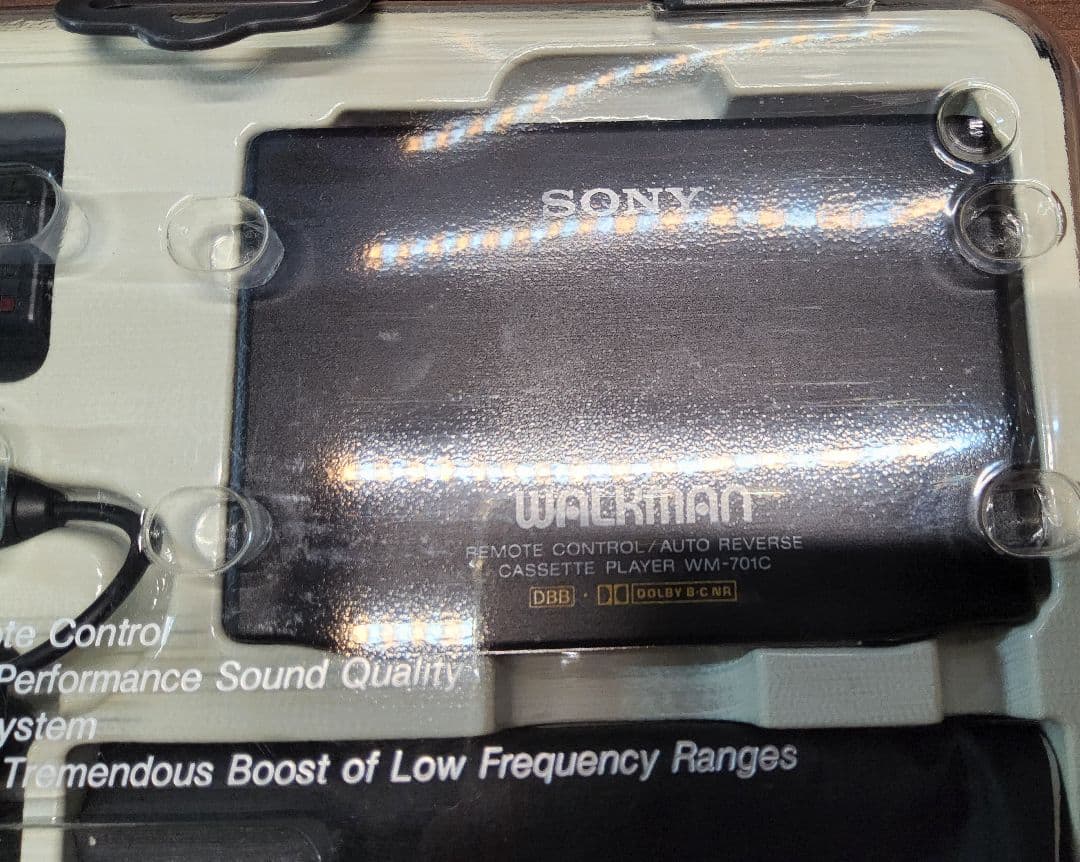 SONY
WALKMAN
REMOTE CONTROL/AUTO REVERSE
CASSETTE PLAYER WM-701C
DBB · DOLBY B·C NR
te Control
Performance Sound Quality
ystem
Tremendous Boost of Low Frequency Ranges